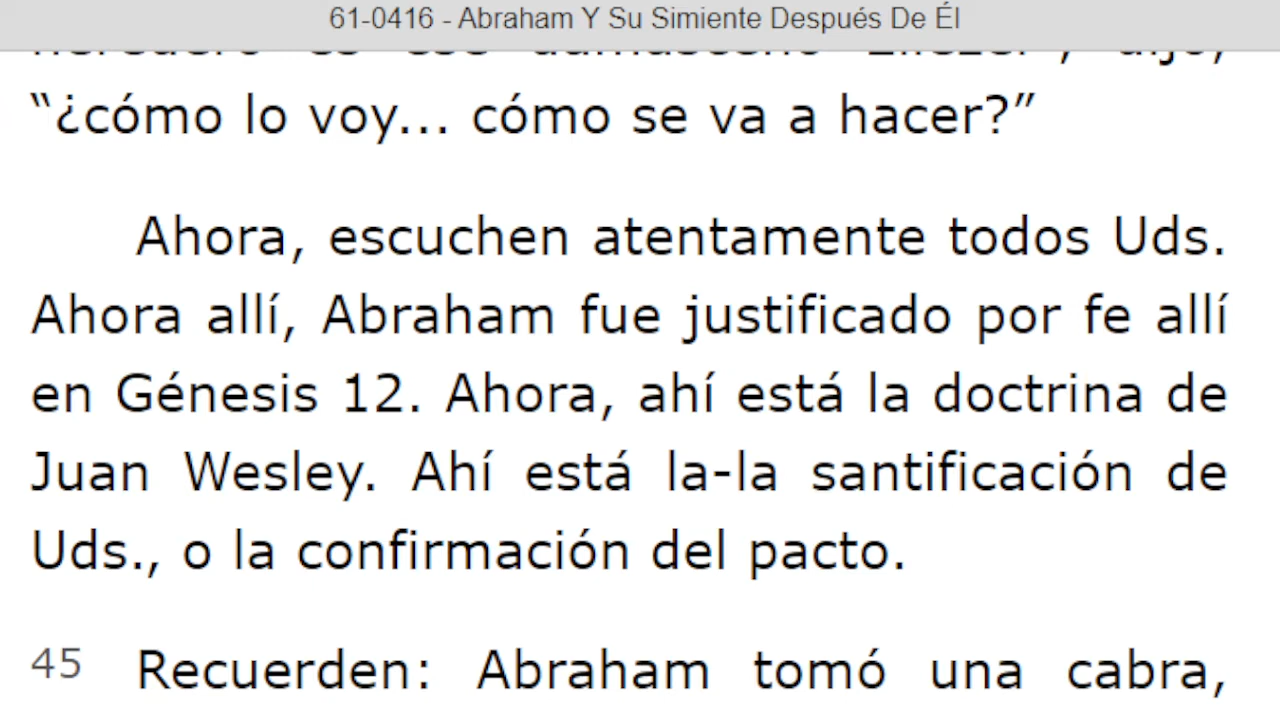 61-0416 - Abraham Y Su Simiente Después De Él
“¿cómo lo voy... cómo se va a hacer?”
Ahora, escuchen atentamente todos Uds.
Ahora allí, Abraham fue justificado por fe allí
en Génesis 12. Ahora, ahí está la doctrina de
Juan Wesley. Ahí está la-la santificación de
Uds., o la confirmación del pacto.
45 Recuerden: Abraham tomó una cabra,